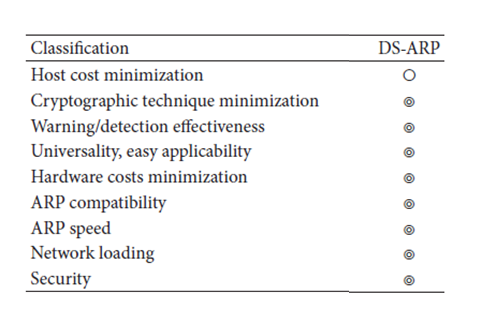 Classification DS-ARP
Host cost minimization ○
Cryptographic technique minimization ◎
Warning/detection effectiveness ◎
Universality, easy applicability ◎
Hardware costs minimization ◎
ARP compatibility ◎
ARP speed ◎
Network loading ◎
Security ◎